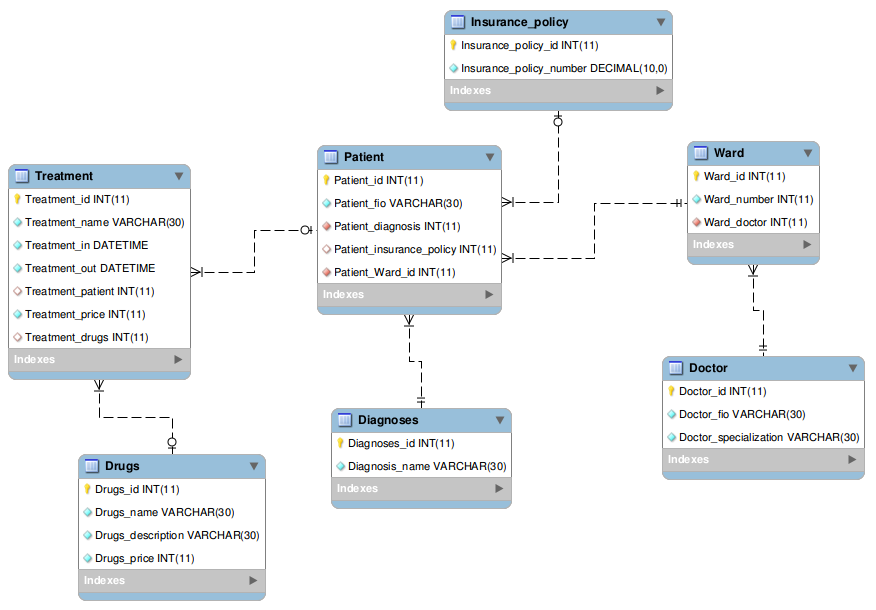 Insurance_policy
Insurance_policy_id INT(11)
Insurance_policy_number DECIMAL(10,0)
Indexes
Treatment
Treatment_id INT(11)
Treatment_name VARCHAR(30)
Treatment_in DATETIME
Treatment_out DATETIME
Treatment_patient INT(11)
Treatment_price INT(11)
Treatment_drugs INT(11)
Indexes
Patient
Patient_id INT(11)
Patient_fio VARCHAR(30)
Patient_diagnosis INT(11)
Patient_insurance_policy INT(11)
Patient_Ward_id INT(11)
Indexes
Ward
Ward_id INT(11)
Ward_number INT(11)
Ward_doctor INT(11)
Indexes
Drugs
Drugs_id INT(11)
Drugs_name VARCHAR(30)
Drugs_description VARCHAR(30)
Drugs_price INT(11)
Indexes
Diagnoses
Diagnoses_id INT(11)
Diagnosis_name VARCHAR(30)
Indexes
Doctor
Doctor_id INT(11)
Doctor_fio VARCHAR(30)
Doctor_specialization VARCHAR(30)
Indexes